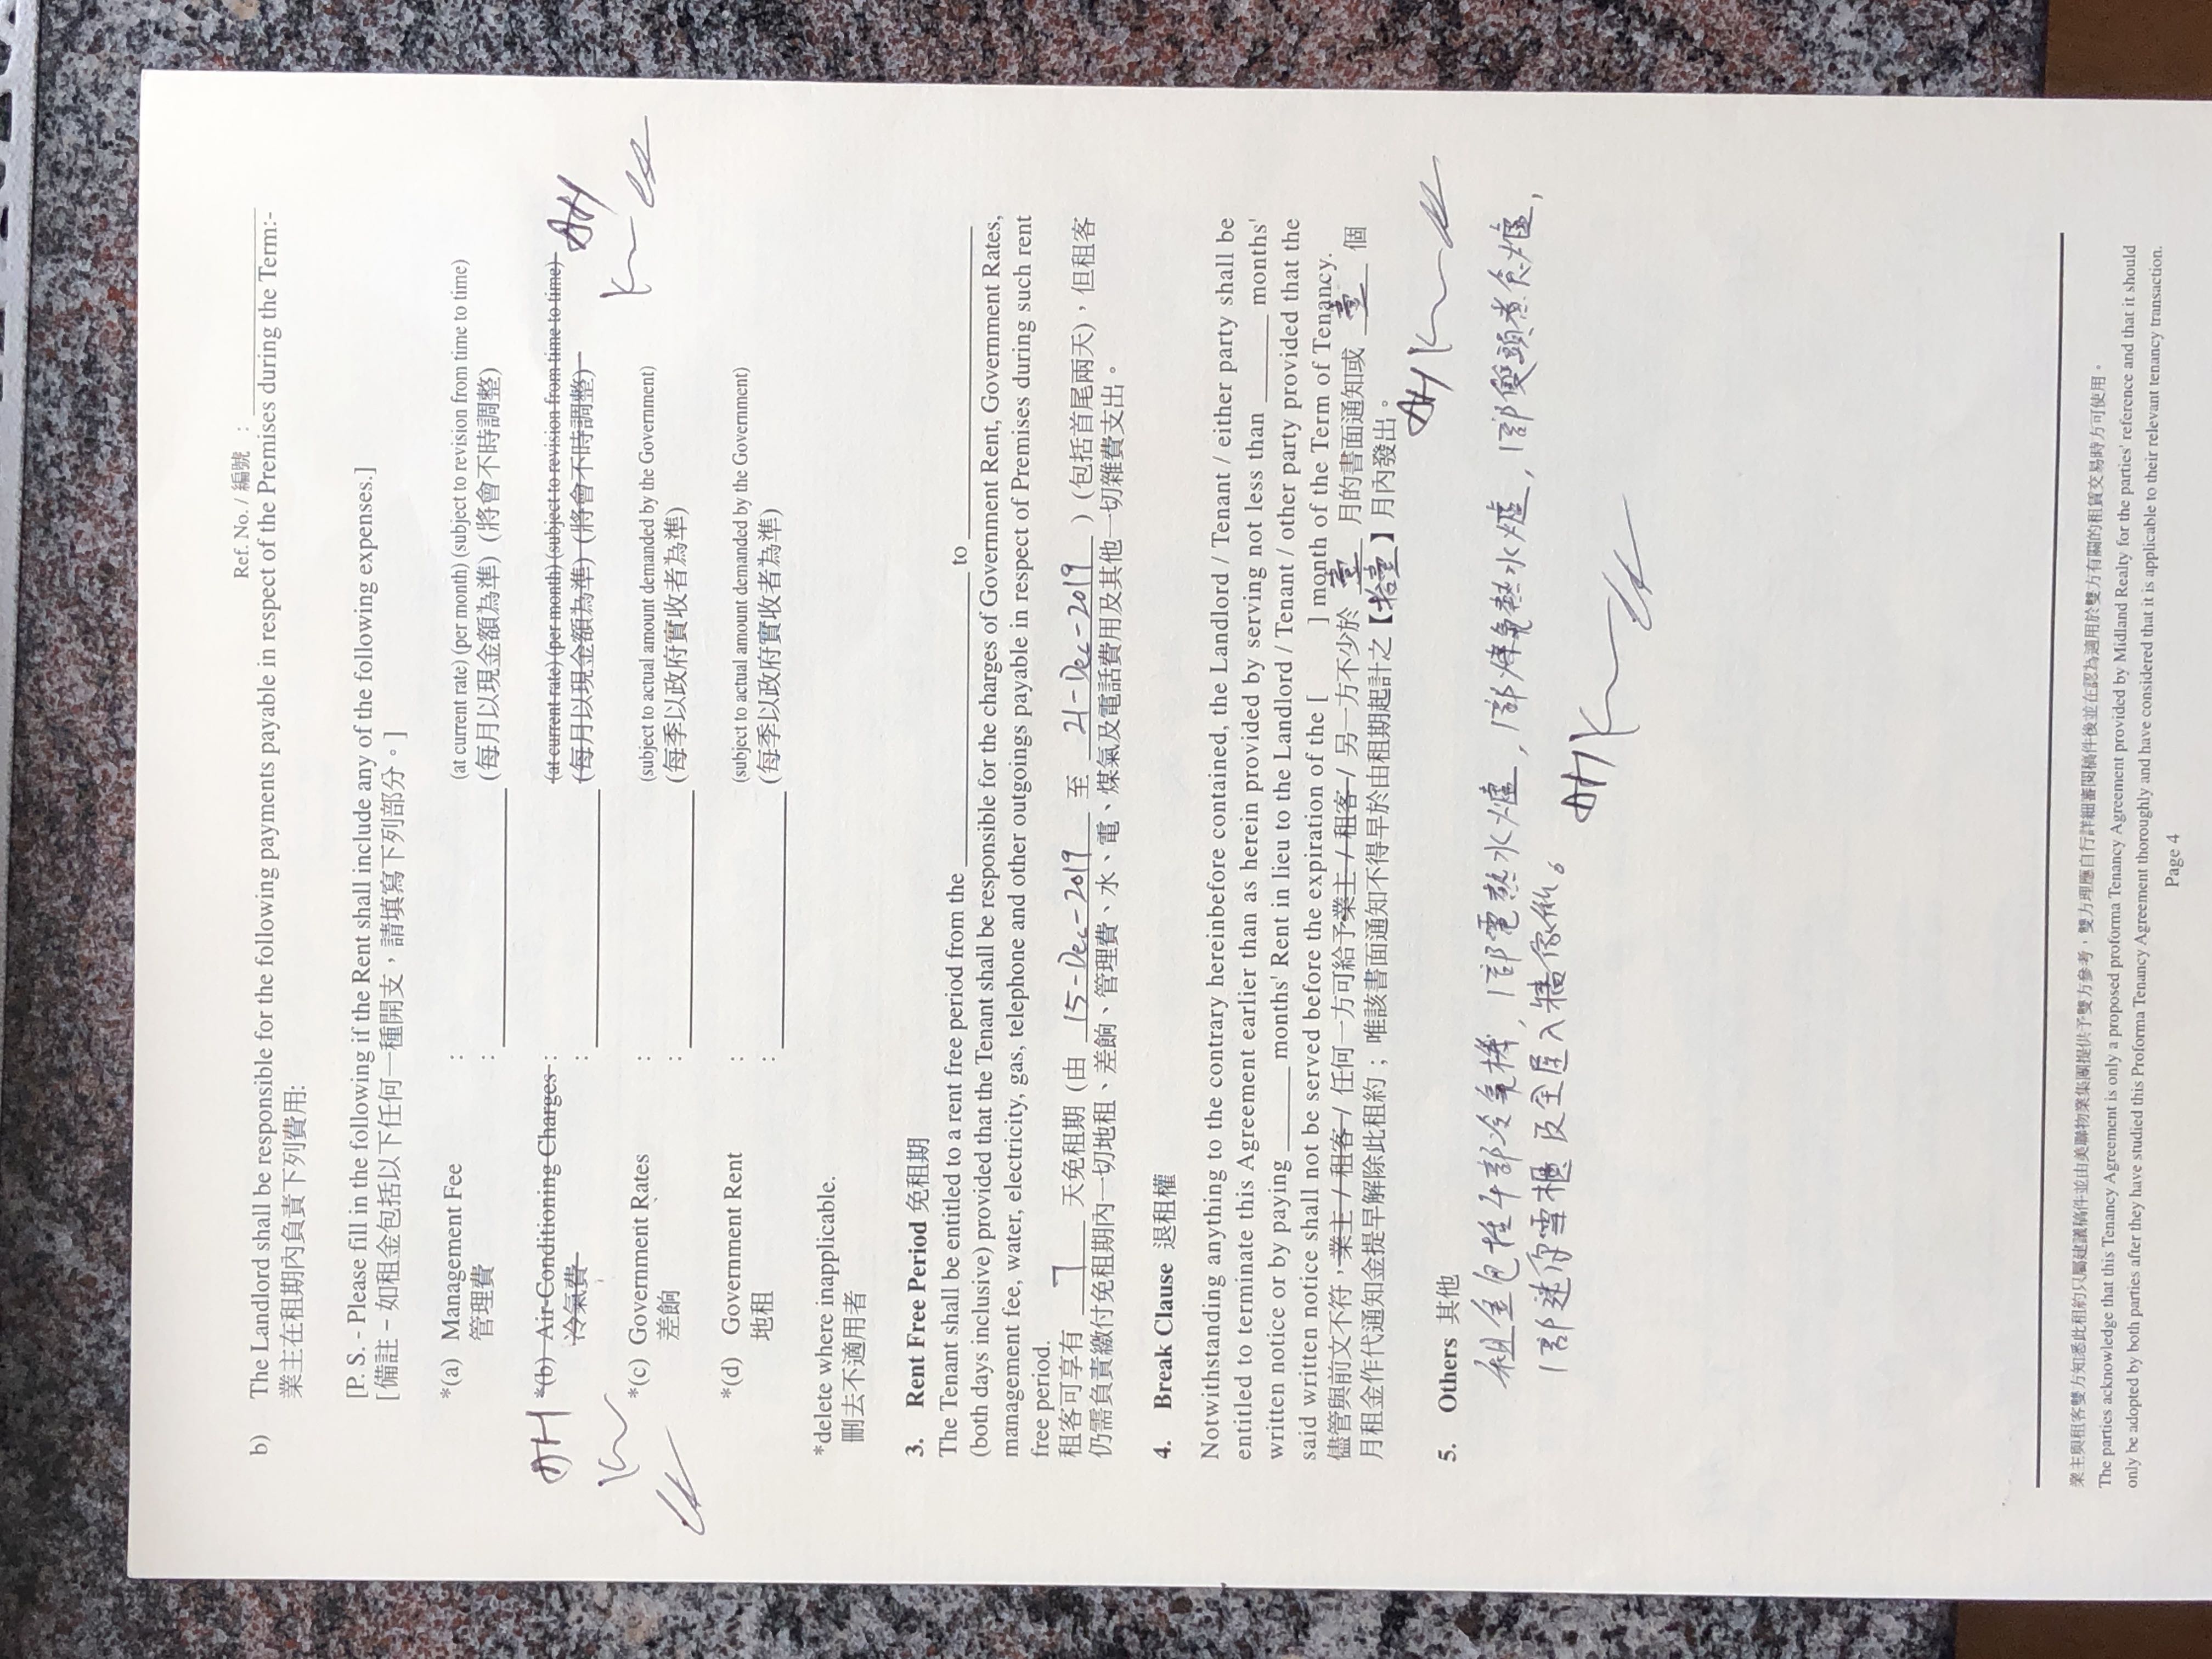 Ref. No. / 編號 :
b) The Landlord shall be responsible for the following payments payable in respect of the Premises during the Term:-
業主在租期內負責下列費用:
[P. S. - Please fill in the following if the Rent shall include any of the following expenses.]
[備註 – 如租金包括以下任何一種開支，請填寫下列部分。]
*(a) Management Fee : (at current rate) (per month) (subject to revision from time to time)
管理費 : (每月以現金額為準) (將會不時調整)
*(b) Air-Conditioning Charges : (at current rate) (per month) (subject to revision from time to time)
冷氣費 : (每月以現金額為準) (將會不時調整)
*(c) Government Rates : (subject to actual amount demanded by the Government)
差餉 : (每季以政府實收者為準)
*(d) Government Rent : (subject to actual amount demanded by the Government)
地租 : (每季以政府實收者為準)
*delete where inapplicable.
刪去不適用者
3. Rent Free Period 免租期
The Tenant shall be entitled to a rent free period from the ____ to ____
(both days inclusive) provided that the Tenant shall be responsible for the charges of Government Rent, Government Rates,
management fee, water, electricity, gas, telephone and other outgoings payable in respect of Premises during such rent
free period.
租客可享有 7 天免租期 (由 15-Dec-2019 至 21-Dec-2019 ) (包括首尾兩天)，但租客
仍需負責繳付免租期內一切地租、差餉、管理費、水、電、煤氣及電話費用及其他一切雜費支出。
4. Break Clause 退租權
Notwithstanding anything to the contrary hereinbefore contained, the Landlord / Tenant / either party shall be
entitled to terminate this Agreement earlier than as herein provided by serving not less than ____ months'
written notice or by paying ____ months' Rent in lieu to the Landlord / Tenant / other party provided that the
said written notice shall not be served before the expiration of the [ ] month of the Term of Tenancy.
儘管與前文不符，業主 / 租客 / 任何一方可給予業主 / 租客 / 另一方不少於 壹 月的書面通知或 壹 個
月租金作代通知金提早解除此租約；唯該書面通知不得早於由租期起計之【拾壹】月內發出。
5. Others 其他
租金包括4部冷氣機, 1部電熱水爐, 1部煤氣熱水爐, 1部雙頭煮食爐,
1部 雪櫃 及全屋入牆傢俬。
業主與租客雙方知悉此租約只屬建議稿件並由美聯物業集團提供予雙方參考，雙方理應自行詳細審閱稿件後並在認為適用於雙方有關的租賃交易時方可使用。
The parties acknowledge that this Tenancy Agreement is only a proposed proforma Tenancy Agreement provided by Midland Realty for the parties' reference and that it should
only be adopted by both parties after they have studied this Proforma Tenancy Agreement thoroughly and have considered that it is applicable to their relevant tenancy transaction.
Page 4